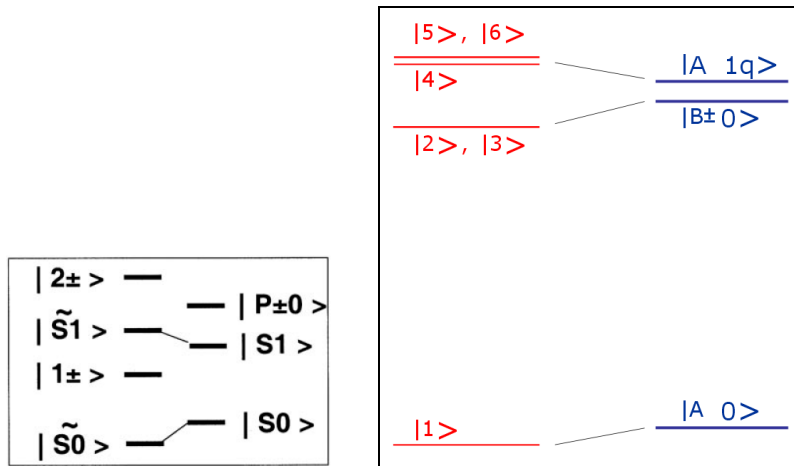 | 2± >
| P±0 >
| S̃1 >
| S1 >
| 1± >
| S0 >
| S̃0 >
|5>, |6>
|A 1q>
|4>
|B± 0>
|2>, |3>
|A 0>
|1>